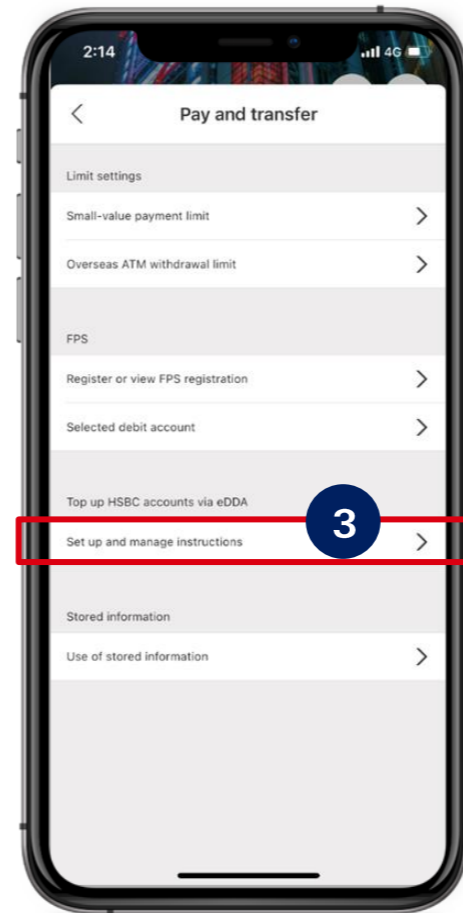 2:14
4G
Pay and transfer
Limit settings
Small-value payment limit
Overseas ATM withdrawal limit
FPS
Register or view FPS registration
Selected debit account
Top up HSBC accounts via eDDA
3
Set up and manage instructions
Stored information
Use of stored information